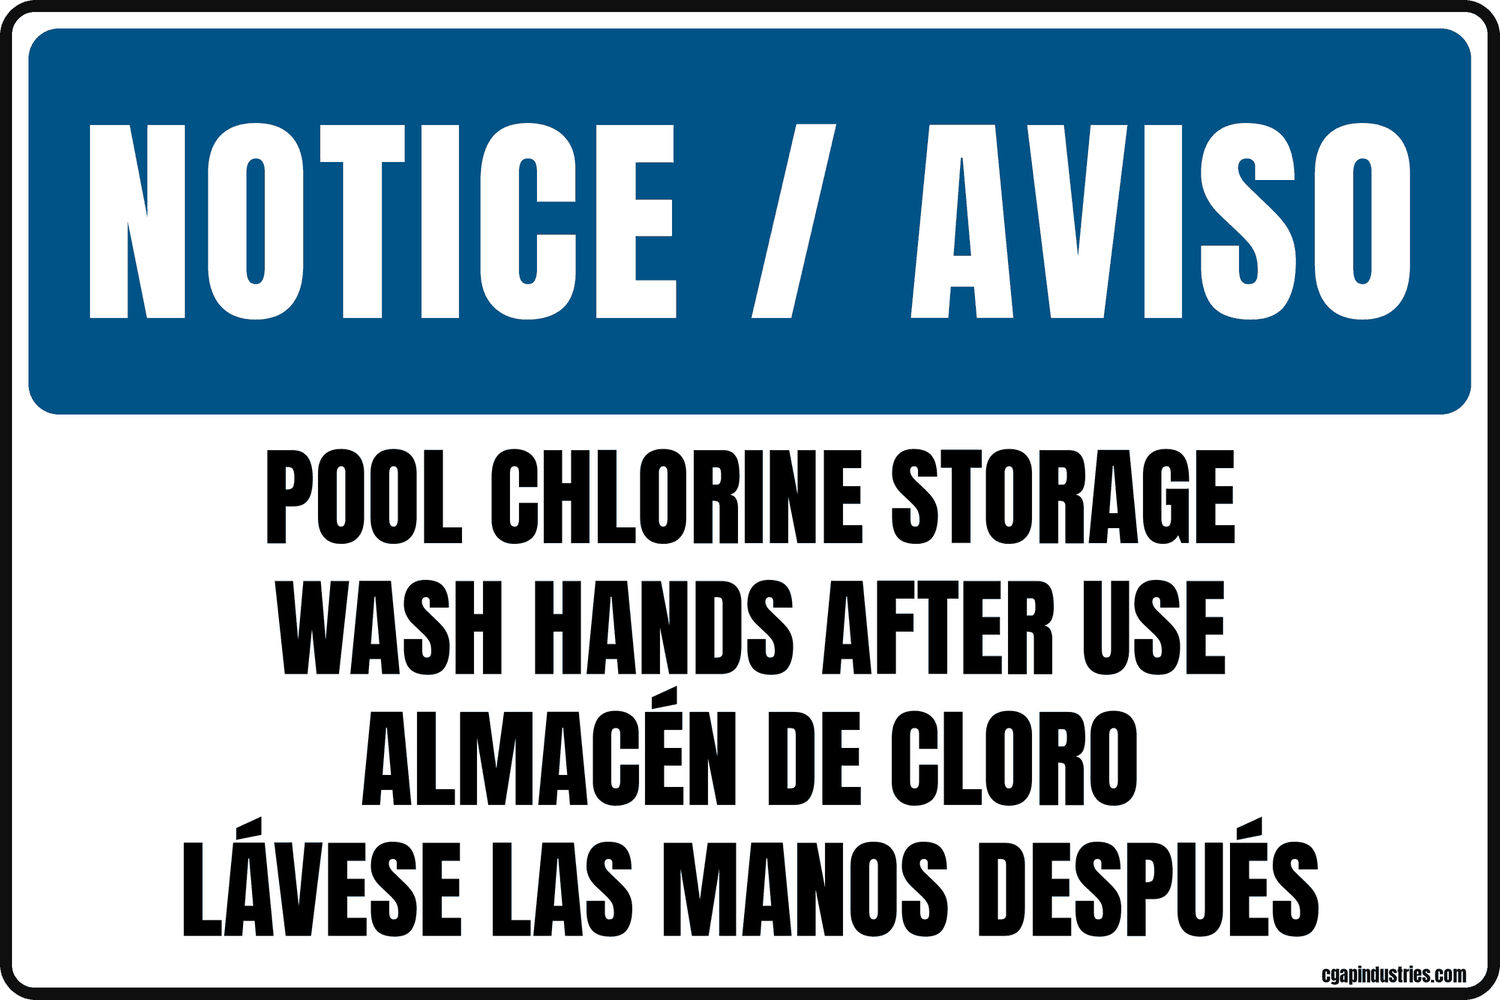 NOTICE / AVISO
POOL CHLORINE STORAGE
WASH HANDS AFTER USE
ALMACÉN DE CLORO
LÁVESE LAS MANOS DESPUÉS
cgapindustries.com